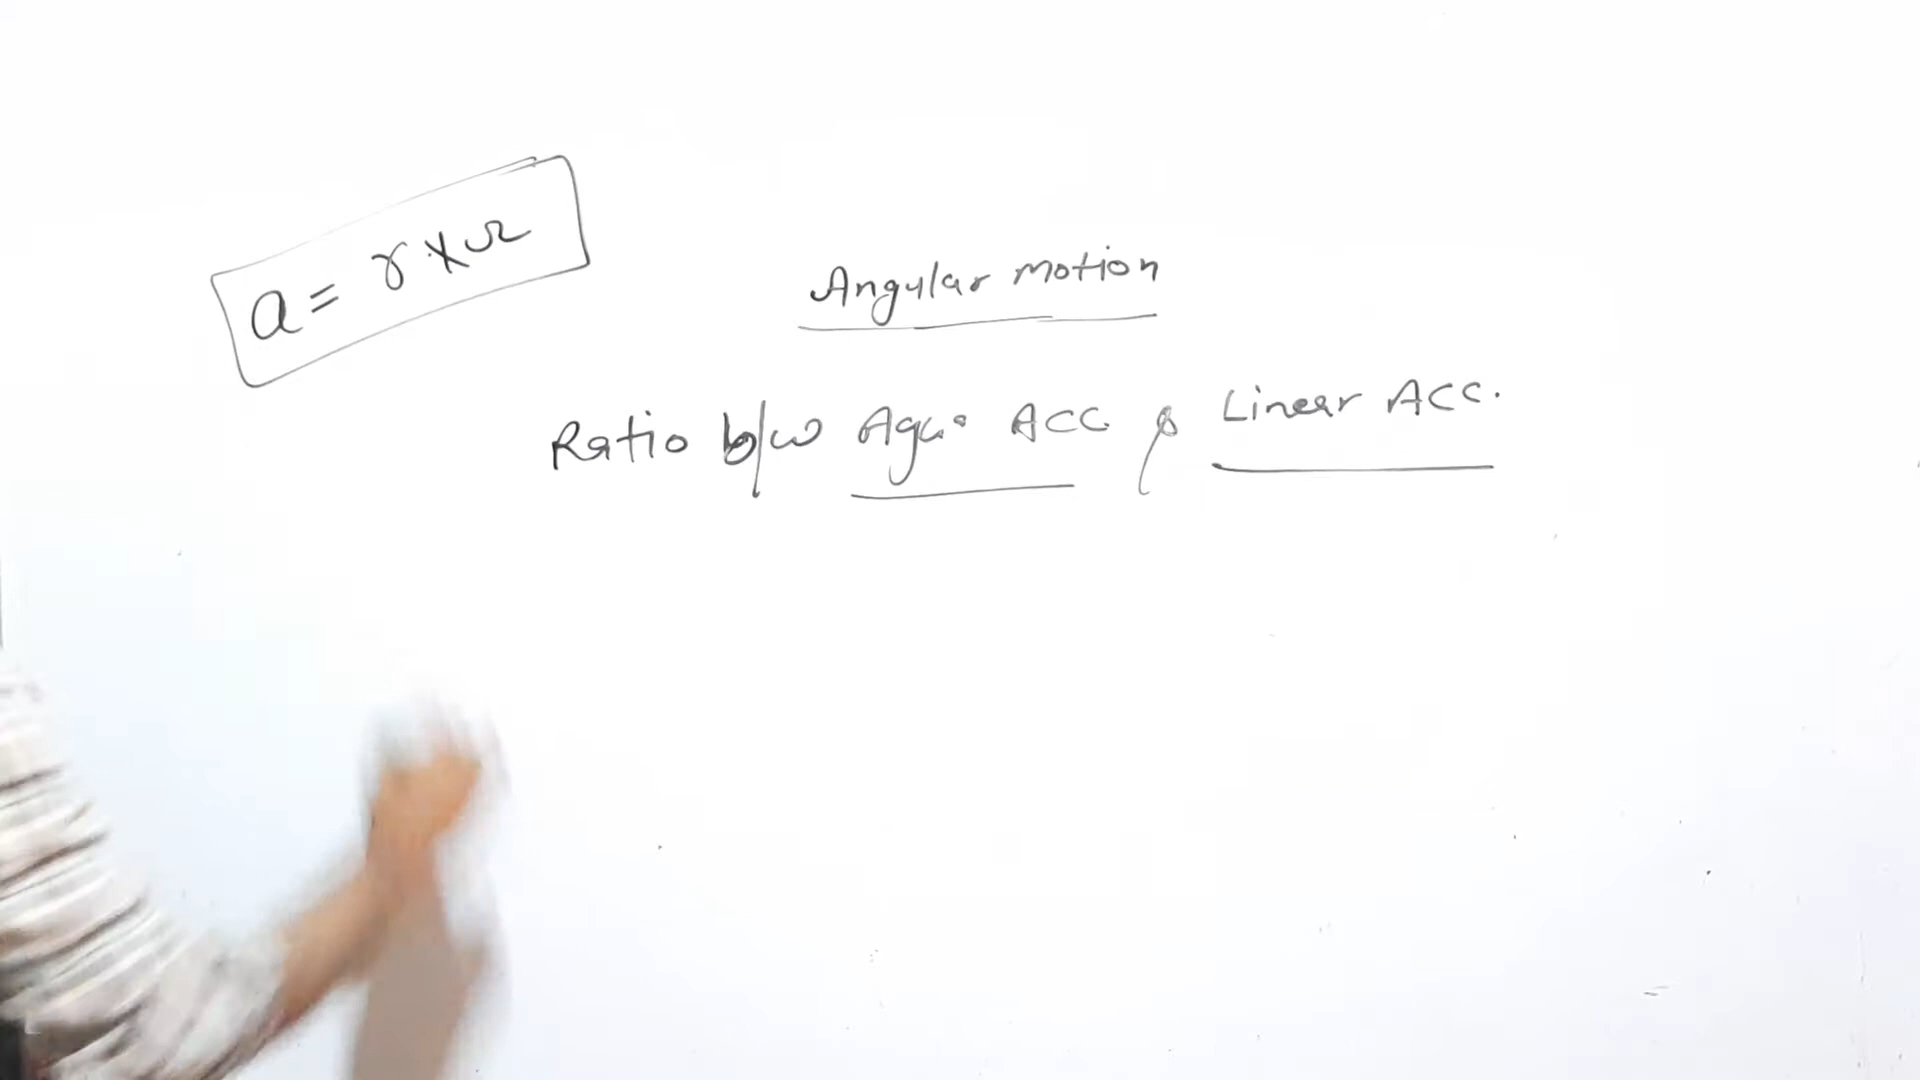 a = r × 
Angular motion
Ratio b/w Agu. ACC & Linear ACC.